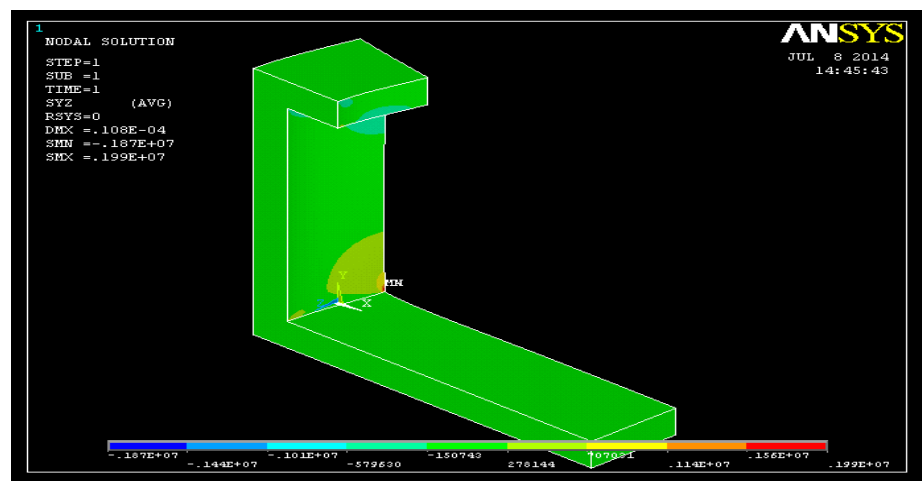 1
NODAL SOLUTION
ANSYS
JUL 8 2014
14:45:43
STEP=1
SUB =1
TIME=1
SYZ (AVG)
RSYS=0
DMX =.108E-04
SMN =-.187E+07
SMX =.199E+07
Y
MN
X
-.187E+07 -.101E+07 -150743 707031 .156E+07
-.144E+07 -579630 278144 .114E+07 .199E+07